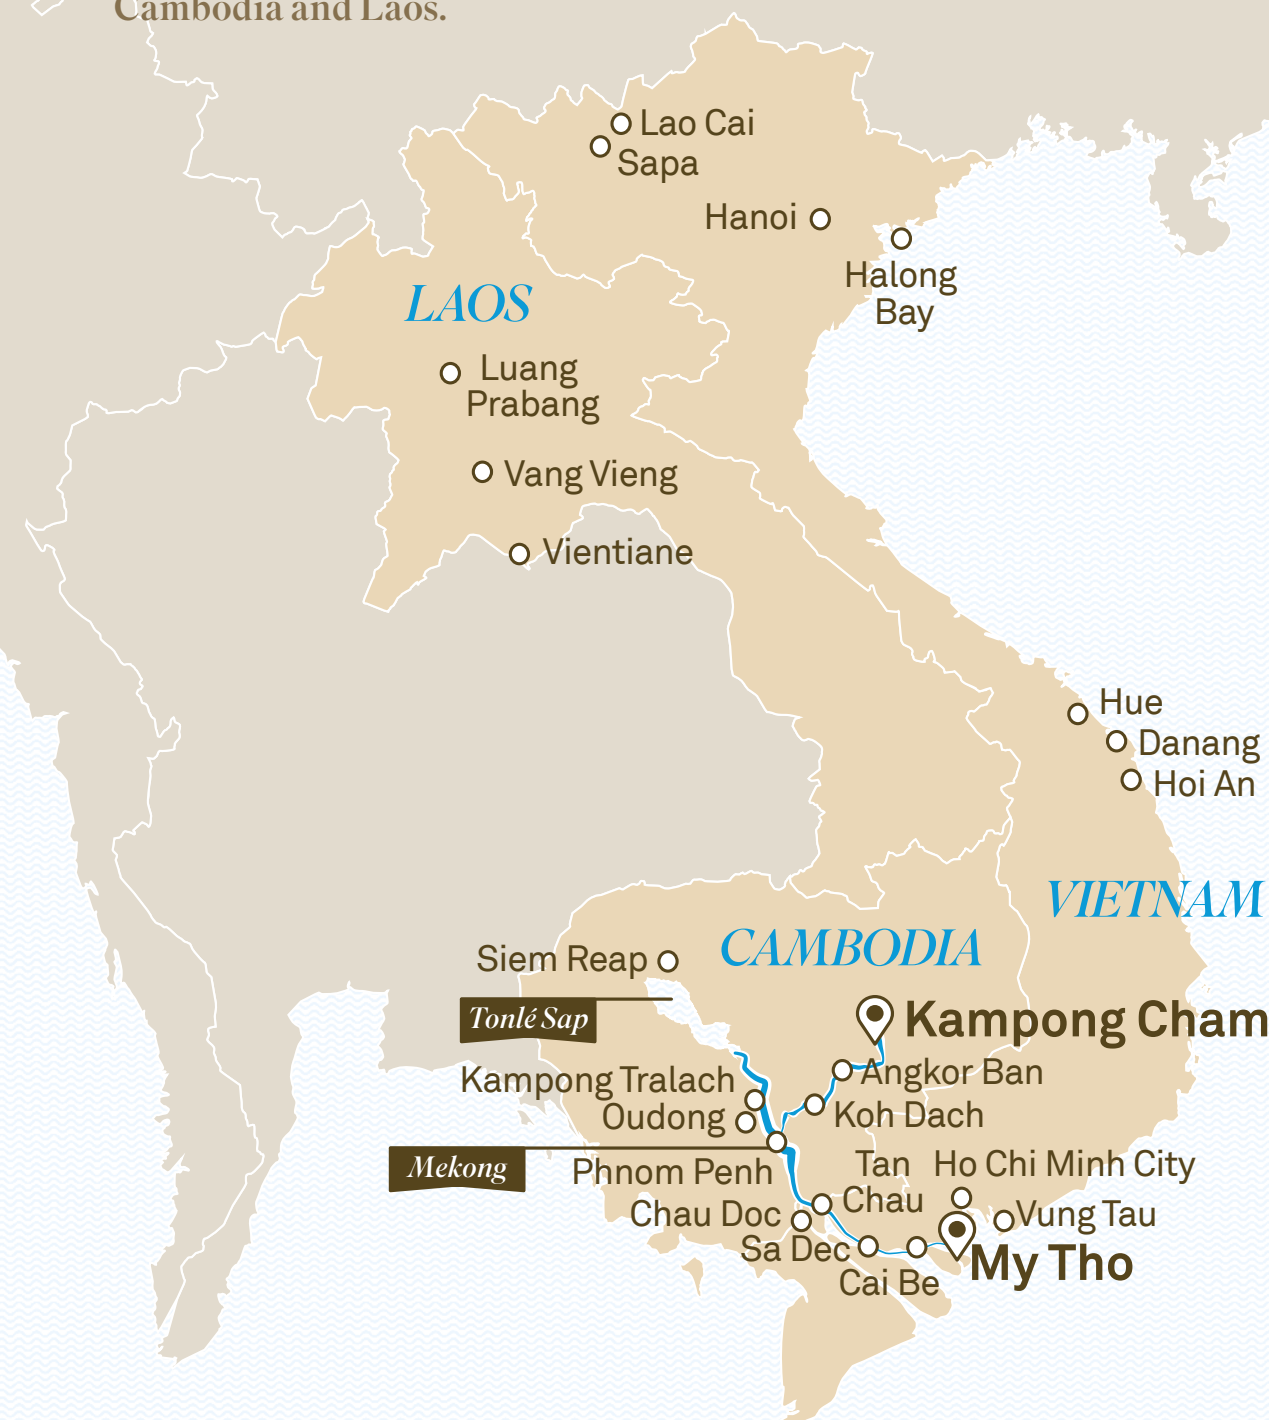 Cambodia and Laos.
Lao Cai
Sapa
Hanoi
Halong
Bay
LAOS
Luang
Prabang
Vang Vieng
Vientiane
Hue
Danang
Hoi An
VIETNAM
CAMBODIA
Siem Reap
Tonlé Sap
Kampong Cham
Angkor Ban
Kampong Tralach
Oudong
Koh Dach
Mekong
Phnom Penh
Tan
Chau
Ho Chi Minh City
Chau Doc
Vung Tau
Sa Dec
My Tho
Cai Be